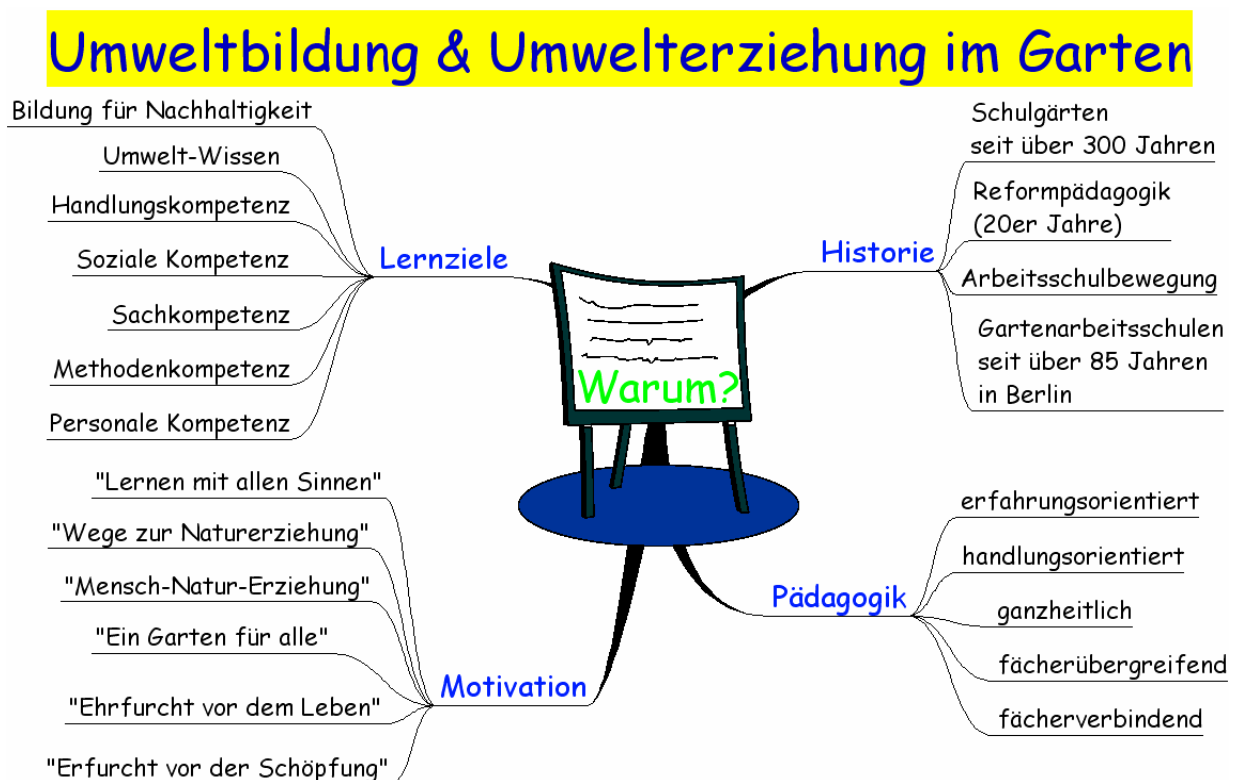 Umweltbildung & Umwelterziehung im Garten
Lernziele
Bildung für Nachhaltigkeit
Umwelt-Wissen
Handlungskompetenz
Soziale Kompetenz
Sachkompetenz
Methodenkompetenz
Personale Kompetenz
Historie
Schulgärten
seit über 300 Jahren
Reformpädagogik
(20er Jahre)
Arbeitsschulbewegung
Gartenarbeitsschulen
seit über 85 Jahren
in Berlin
Warum?
Motivation
"Lernen mit allen Sinnen"
"Wege zur Naturerziehung"
"Mensch-Natur-Erziehung"
"Ein Garten für alle"
"Ehrfurcht vor dem Leben"
"Erfurcht vor der Schöpfung"
Pädagogik
erfahrungsorientiert
handlungsorientiert
ganzheitlich
fächerübergreifend
fächerverbindend